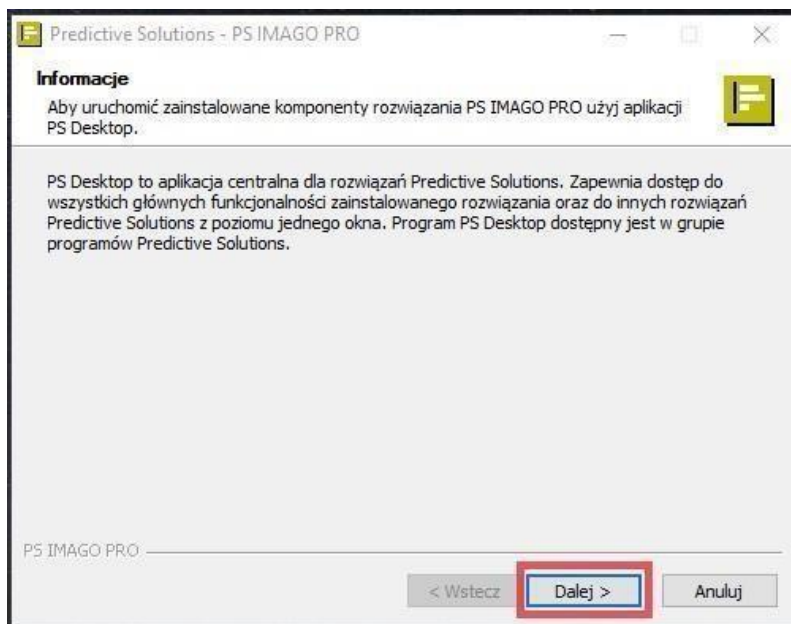 Predictive Solutions - PS IMAGO PRO
Informacje
Aby uruchomić zainstalowane komponenty rozwiązania PS IMAGO PRO użyj aplikacji
PS Desktop.
PS Desktop to aplikacja centralna dla rozwiązań Predictive Solutions. Zapewnia dostęp do
wszystkich głównych funkcjonalności zainstalowanego rozwiązania oraz do innych rozwiązań
Predictive Solutions z poziomu jednego okna. Program PS Desktop dostępny jest w grupie
programów Predictive Solutions.
PS IMAGO PRO
< Wstecz
Dalej >
Anuluj